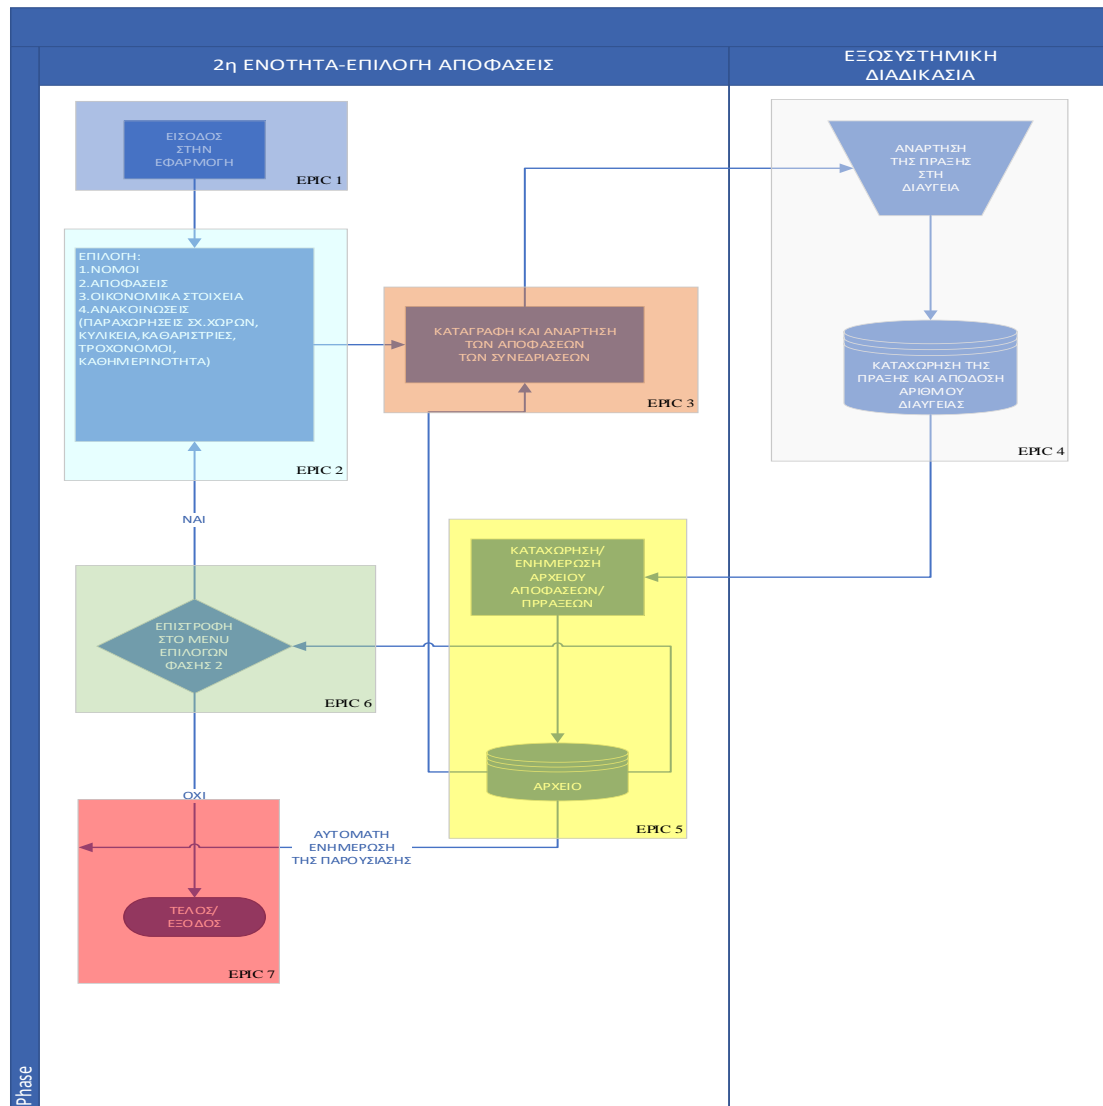 2η ΕΝΟΤΗΤΑ-ΕΠΙΛΟΓΗ ΑΠΟΦΑΣΕΙΣ
ΕΞΩΣΥΣΤΗΜΙΚΗ
ΔΙΑΔΙΚΑΣΙΑ
ΕΙΣΟΔΟΣ
ΣΤΗΝ
ΕΦΑΡΜΟΓΗ
EPIC 1
ΕΠΙΛΟΓΗ:
1.ΝΟΜΟΙ
2.ΑΠΟΦΑΣΕΙΣ
3.ΟΙΚΟΝΟΜΙΚΑ ΣΤΟΙΧΕΙΑ
4.ΑΝΑΚΟΙΝΩΣΕΙΣ
(ΠΑΡΑΧΩΡΗΣΕΙΣ ΣΧ.ΧΩΡΩΝ,
ΚΥΛΙΚΕΙΑ,ΚΑΘΑΡΙΣΤΡΙΕΣ,
ΤΡΟΧΟΝΟΜΟΙ,
ΚΑΘΗΜΕΡΙΝΟΤΗΤΑ)
EPIC 2
ΚΑΤΑΓΡΑΦΗ ΚΑΙ ΑΝΑΡΤΗΣΗ
ΤΩΝ ΑΠΟΦΑΣΕΩΝ
ΤΩΝ ΣΥΝΕΔΡΙΑΣΕΩΝ
EPIC 3
ΑΝΑΡΤΗΣΗ
ΤΗΣ ΠΡΑΞΗΣ
ΣΤΗ
ΔΙΑΥΓΕΙΑ
ΚΑΤΑΧΩΡΗΣΗ ΤΗΣ
ΠΡΑΞΗΣ ΚΑΙ ΑΠΟΔΟΣΗ
ΑΡΙΘΜΟΥ
ΔΙΑΥΓΕΙΑΣ
EPIC 4
ΝΑΙ
ΚΑΤΑΧΩΡΗΣΗ/
ΕΝΗΜΕΡΩΣΗ
ΑΡΧΕΙΟΥ
ΑΠΟΦΑΣΕΩΝ/
ΠΡΡΑΞΕΩΝ
ΕΠΙΣΤΡΟΦΗ
ΣΤΟ MENU
ΕΠΙΛΟΓΩΝ
ΦΑΣΗΣ 2
EPIC 6
ΑΡΧΕΙΟ
EPIC 5
ΟΧΙ
ΑΥΤΟΜΑΤΗ
ΕΝΗΜΕΡΩΣΗ
ΤΗΣ ΠΑΡΟΥΣΙΑΣΗΣ
ΤΕΛΟΣ/
ΕΞΟΔΟΣ
EPIC 7
Phase